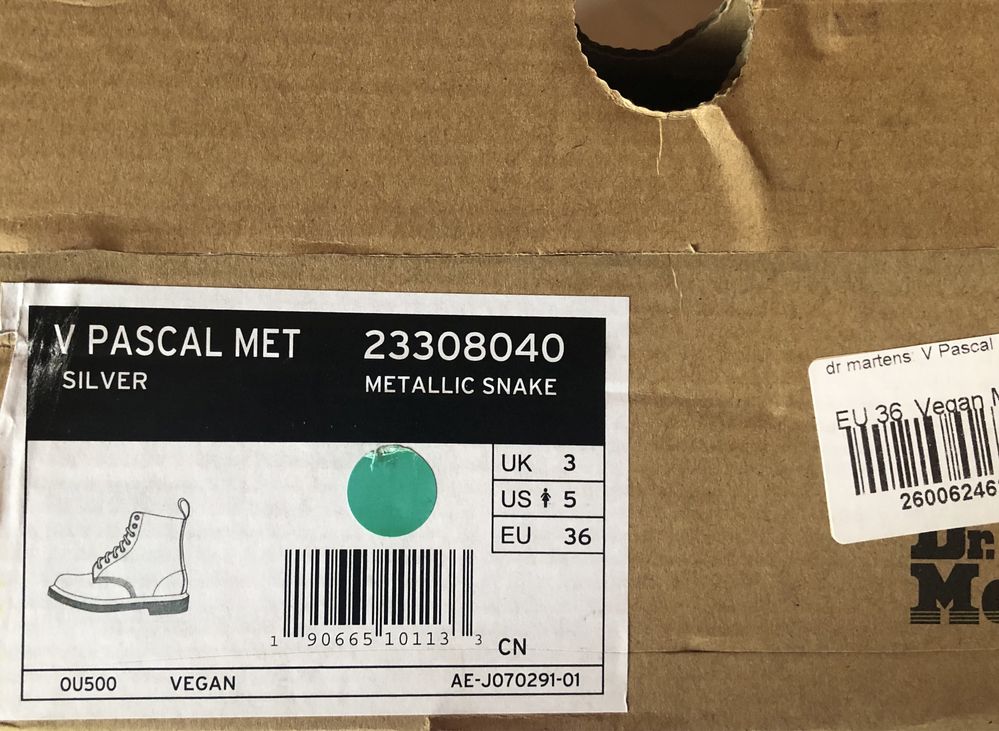 V PASCAL MET 23308040
SILVER METALLIC SNAKE
UK 3
US 5
EU 36
1 90665 10113 3
CN
0U500 VEGAN AE-J070291-01
dr martens V Pascal
EU 36 Vegan
2600624
Dr.